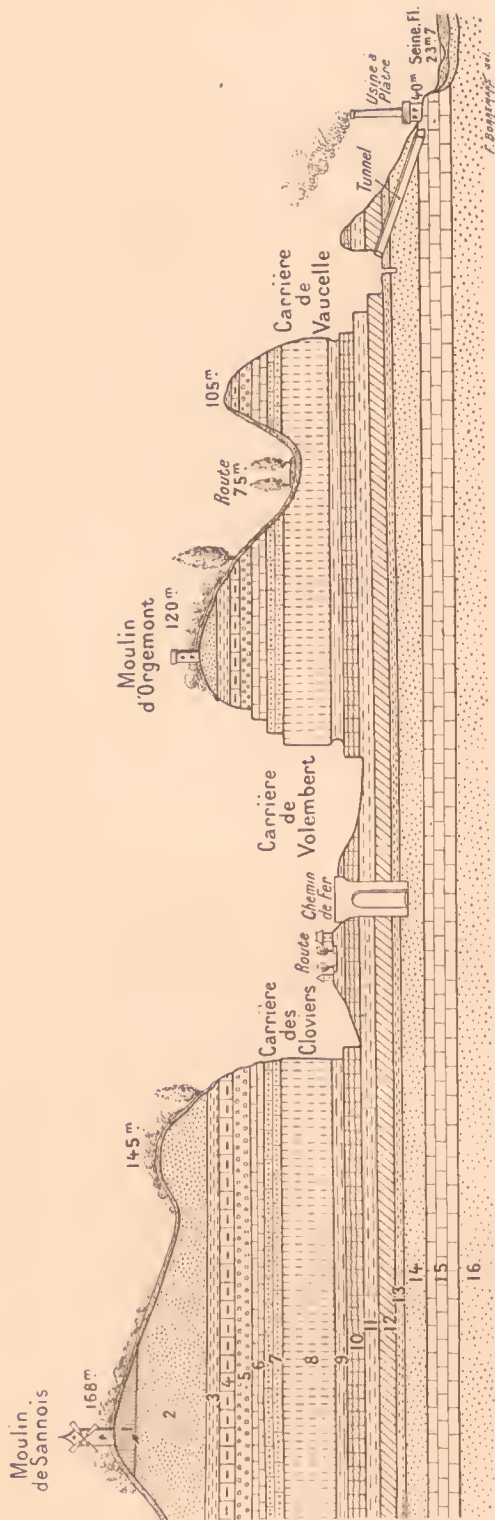 Moulin
de Sannois
168m
145m
Carrière
des
Cloviers
Route
Chemin
de Fer
Carrière
de
Volembert
Moulin
d'Orgemont
120m
Route
75m
105m
Carrière
de
Vaucelle
Tunnel
Usine à
Plâtre
40m
Seine. Fl.
23m7
1
2
3
4
5
6
7
8
9
10
11
12
13
14
15
16.